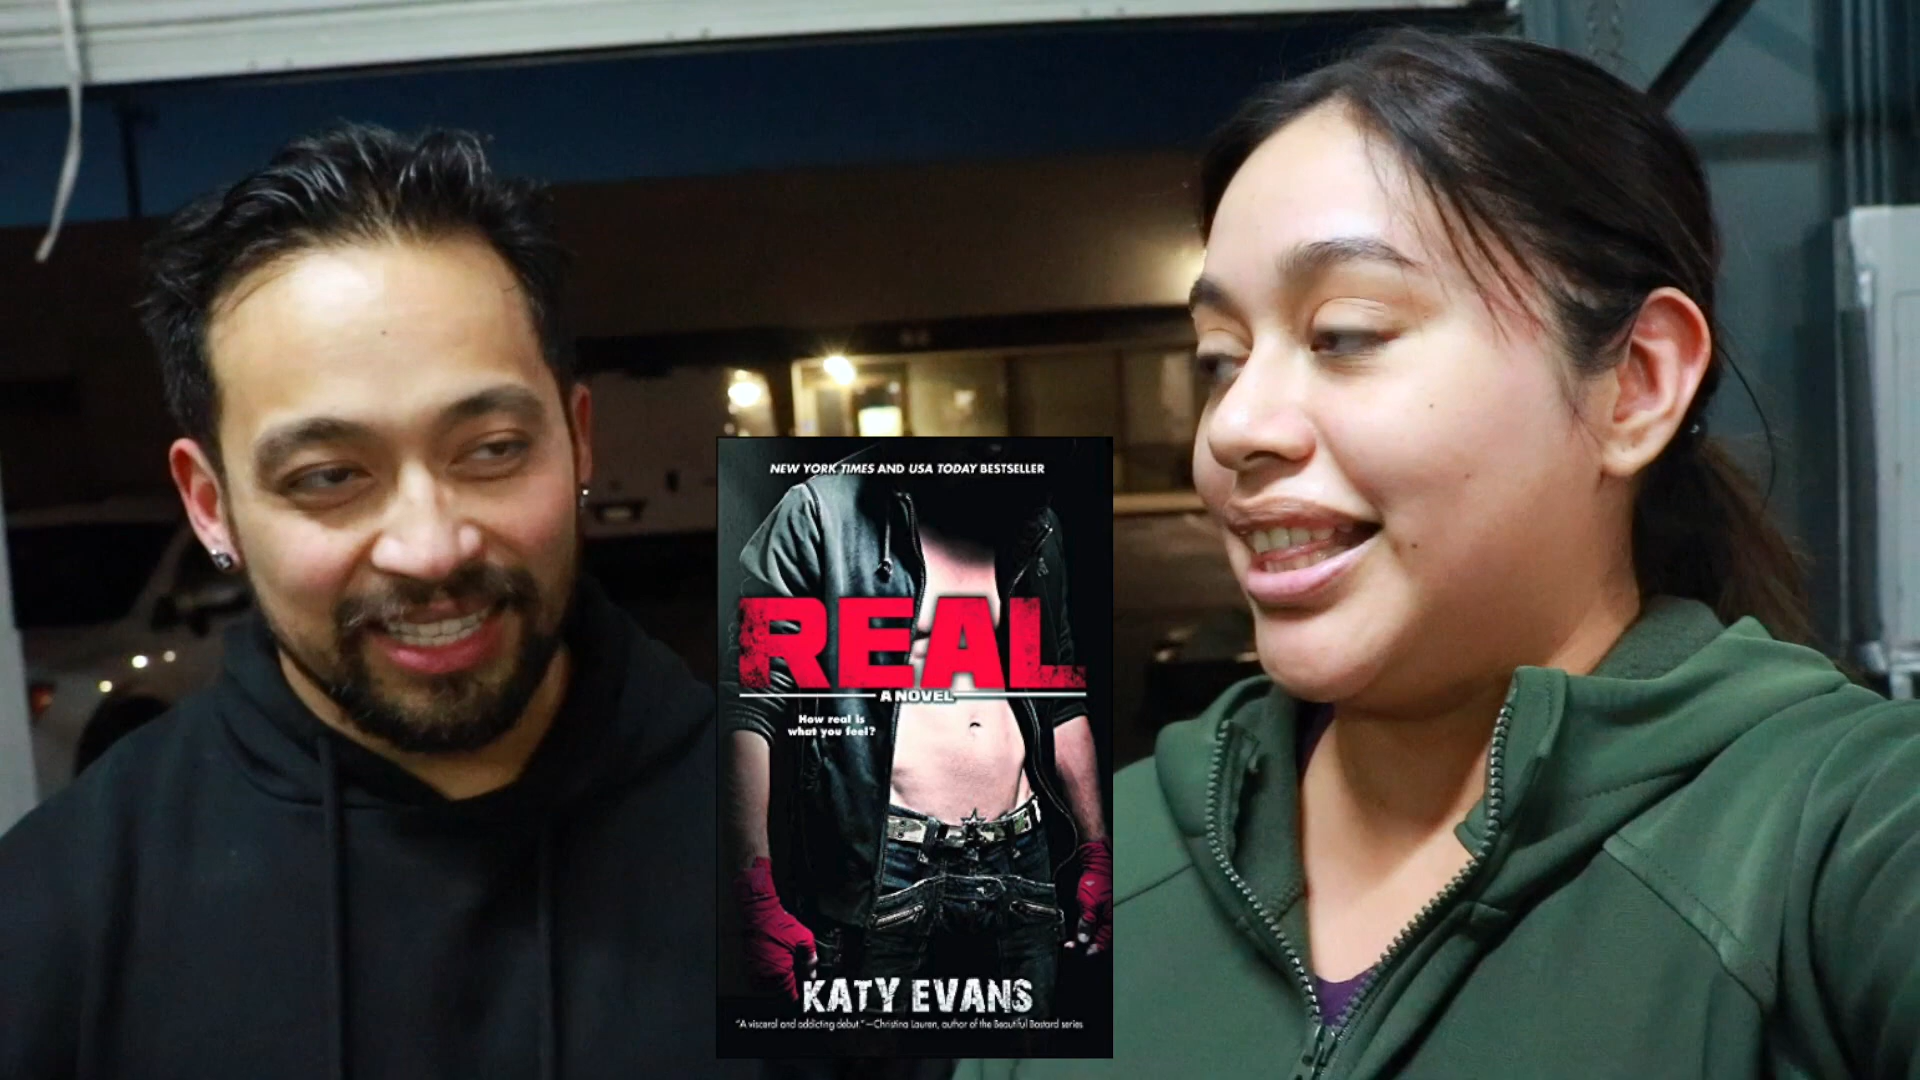 NEW YORK TIMES AND USA TODAY BESTSELLER
REAL
A NOVEL
How real is
what you feel?
KATY EVANS
"A visceral and addicting debut."—Christina Lauren, author of the Beautiful Bastard series